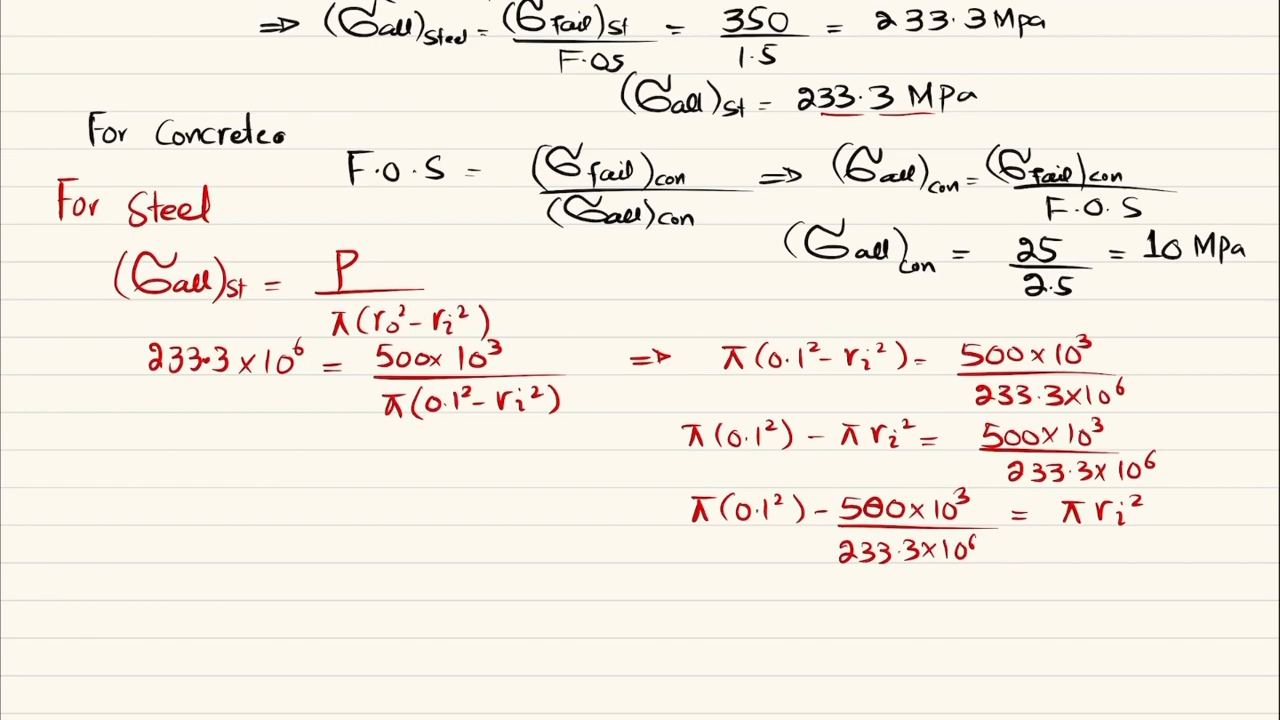 ⇒ (σall)Steel = (σfail)st / F.OS = 350 / 1.5 = 233.3 Mpa
(σall)st = 233.3 MPa
For Concrete
F.O.S = (σfail)con / (σall)con ⇒ (σall)con = (σfail)con / F.O.S
For Steel
(σall)con = 25 / 2.5 = 10 MPa
(σall)st = P / π(ro² - ri²)
233.3 × 10⁶ = 500 × 10³ / π(0.1² - ri²) ⇒ π(0.1² - ri²) = 500 × 10³ / 233.3 × 10⁶
π(0.1²) - π ri² = 500 × 10³ / 233.3 × 10⁶
π(0.1²) - 500 × 10³ / 233.3 × 10⁶ = π ri²